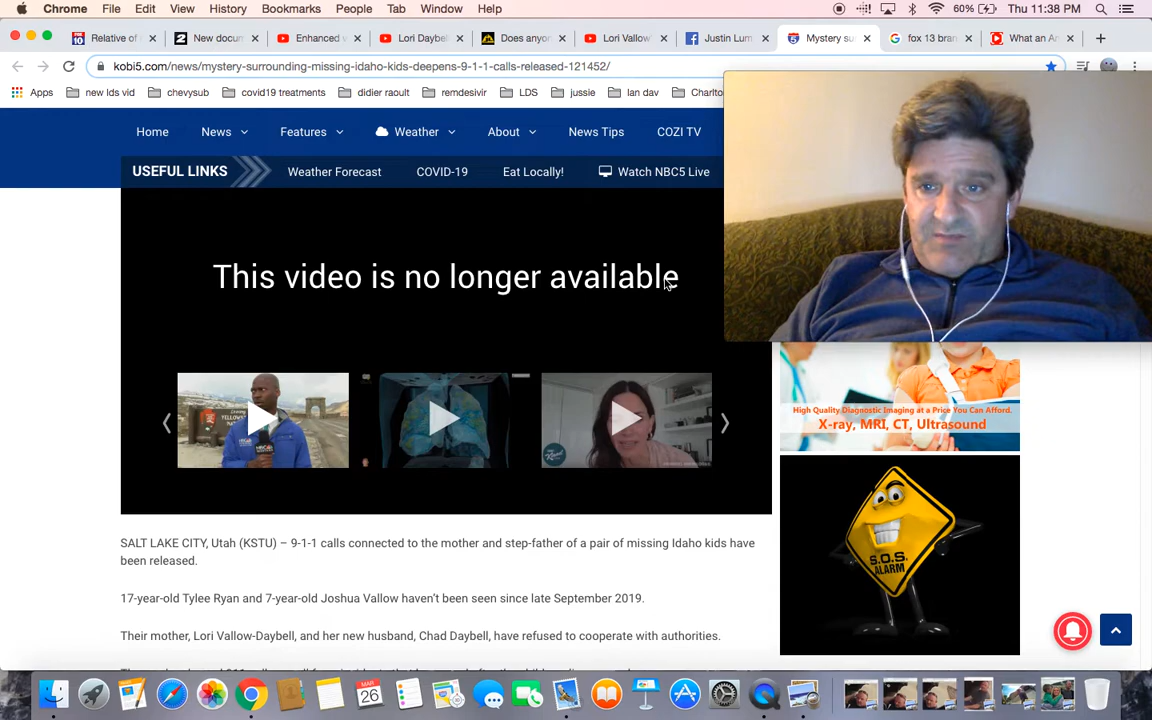 Chrome File Edit View History Bookmarks People Tab Window Help 60% Thu 11:38 PM
Relative of New docum Enhanced v Lori Daybel Does anyon Lori Vallow Justin Lum Mystery su fox 13 bran What an A
kobi5.com/news/mystery-surrounding-missing-idaho-kids-deepens-9-1-1-calls-released-121452/
Apps new lds vid chevysub covid19 treatments didier raoult remdesivir LDS jussie Ian dav Charlto
Home News Features Weather About News Tips COZI TV
USEFUL LINKS Weather Forecast COVID-19 Eat Locally! Watch NBC5 Live
This video is no longer available
High Quality Diagnostic Imaging at a Price You Can Afford.
X-ray, MRI, CT, Ultrasound
S.O.S.
ALARM
SALT LAKE CITY, Utah (KSTU) – 9-1-1 calls connected to the mother and step-father of a pair of missing Idaho kids have
been released.
17-year-old Tylee Ryan and 7-year-old Joshua Vallow haven't been seen since late September 2019.
Their mother, Lori Vallow-Daybell, and her new husband, Chad Daybell, have refused to cooperate with authorities.
MAR
26